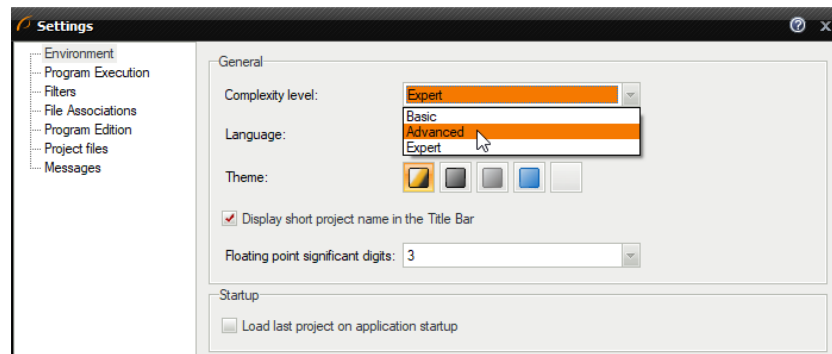 Settings
Environment
Program Execution
Filters
File Associations
Program Edition
Project files
Messages
General
Complexity level: Expert
Basic
Advanced
Expert
Language:
Theme:
Display short project name in the Title Bar
Floating point significant digits: 3
Startup
Load last project on application startup